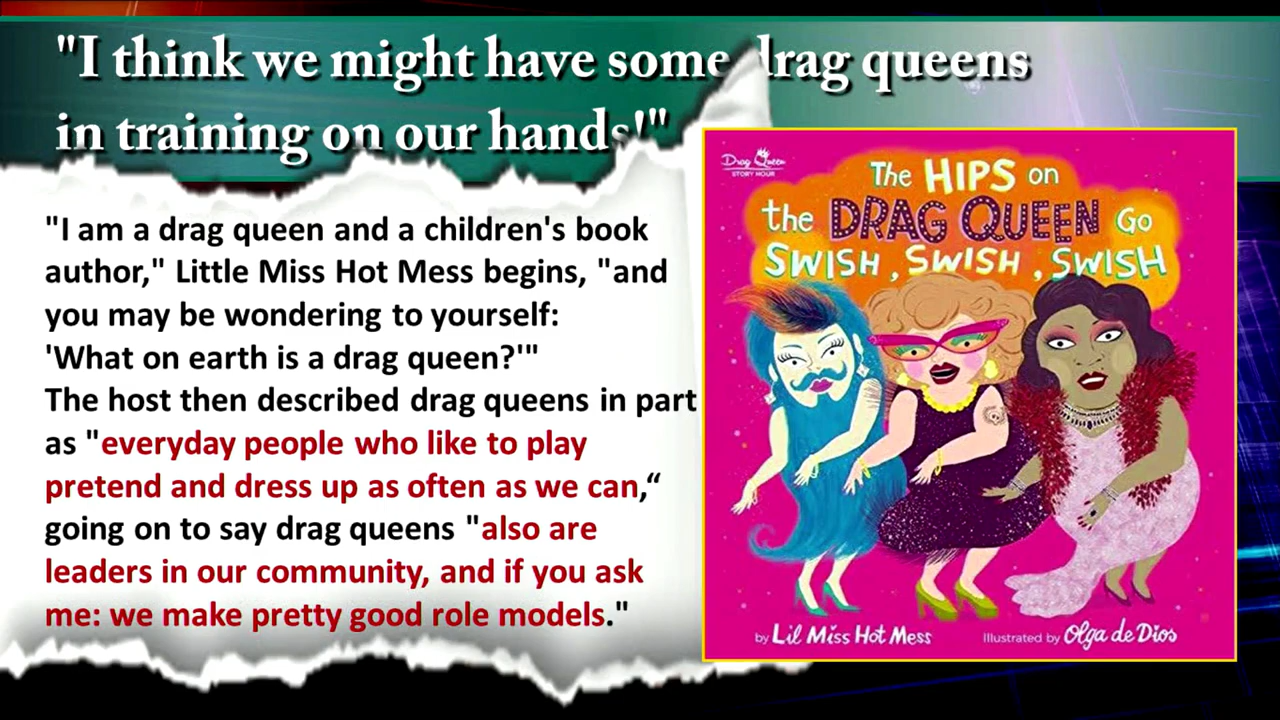 "I think we might have some drag queens
in training on our hands!"
"I am a drag queen and a children's book
author," Little Miss Hot Mess begins, "and
you may be wondering to yourself:
'What on earth is a drag queen?'"
The host then described drag queens in part
as "everyday people who like to play
pretend and dress up as often as we can,“
going on to say drag queens "also are
leaders in our community, and if you ask
me: we make pretty good role models."
Drag Queen
STORY HOUR
The HIPS on
the DRAG QUEEN Go
SWISH, SWISH, SWISH
by Lil Miss Hot Mess
Illustrated by Olga de Dios